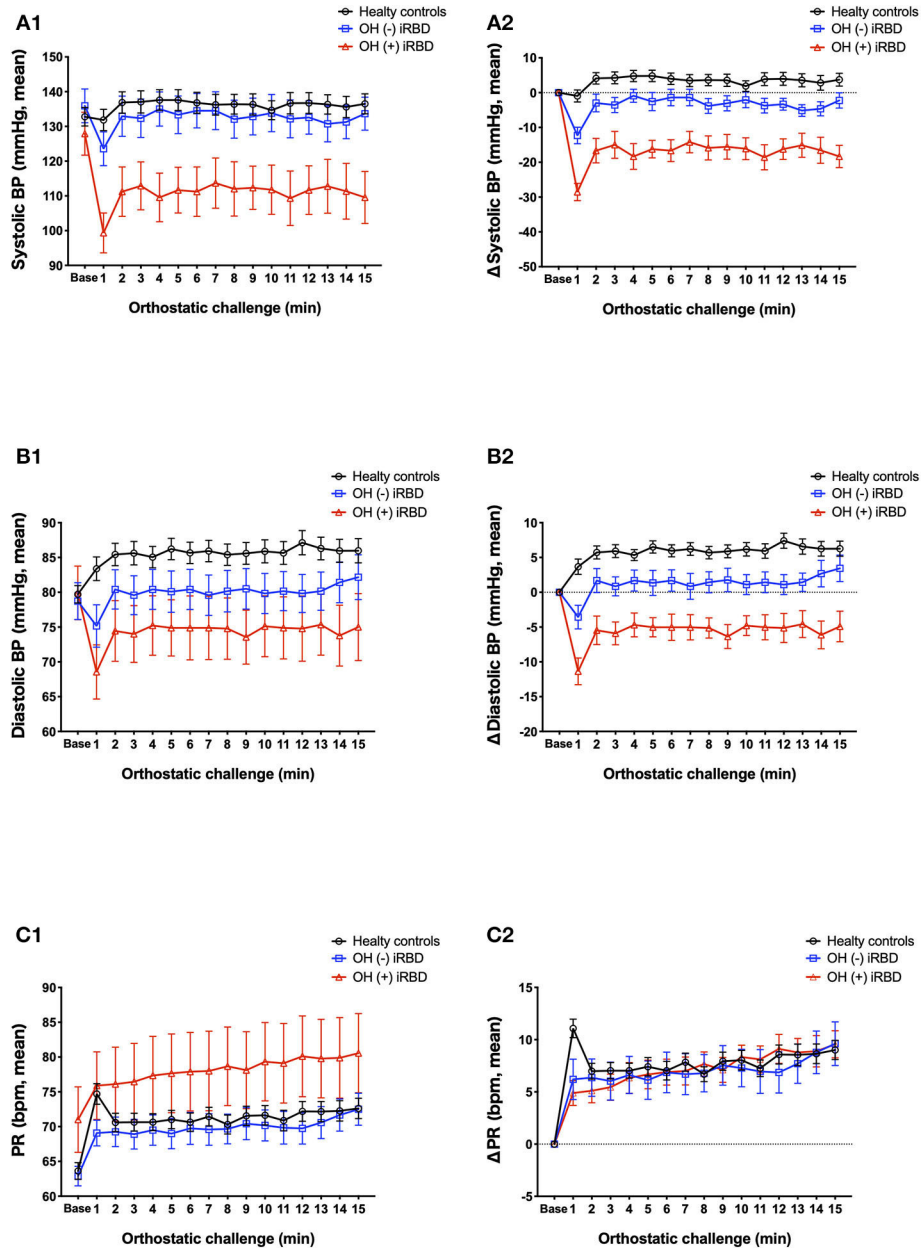 A1
Healty controls
OH (-) iRBD
OH (+) iRBD
Systolic BP (mmHg, mean)
150
140
130
120
110
100
90
Base 1 2 3 4 5 6 7 8 9 10 11 12 13 14 15
Orthostatic challenge (min)
A2
Healty controls
OH (-) iRBD
OH (+) iRBD
ΔSystolic BP (mmHg, mean)
10
0
-10
-20
-30
-40
-50
Base 1 2 3 4 5 6 7 8 9 10 11 12 13 14 15
Orthostatic challenge (min)
B1
Healty controls
OH (-) iRBD
OH (+) iRBD
Diastolic BP (mmHg, mean)
90
85
80
75
70
65
60
Base 1 2 3 4 5 6 7 8 9 10 11 12 13 14 15
Orthostatic challenge (min)
B2
Healty controls
OH (-) iRBD
OH (+) iRBD
ΔDiastolic BP (mmHg, mean)
10
5
0
-5
-10
-15
-20
Base 1 2 3 4 5 6 7 8 9 10 11 12 13 14 15
Orthostatic challenge (min)
C1
Healty controls
OH (-) iRBD
OH (+) iRBD
PR (bpm, mean)
90
85
80
75
70
65
60
Base 1 2 3 4 5 6 7 8 9 10 11 12 13 14 15
Orthostatic challenge (min)
C2
Healty controls
OH (-) iRBD
OH (+) iRBD
ΔPR (bpm, mean)
15
10
5
0
-5
Base 1 2 3 4 5 6 7 8 9 10 11 12 13 14 15
Orthostatic challenge (min)